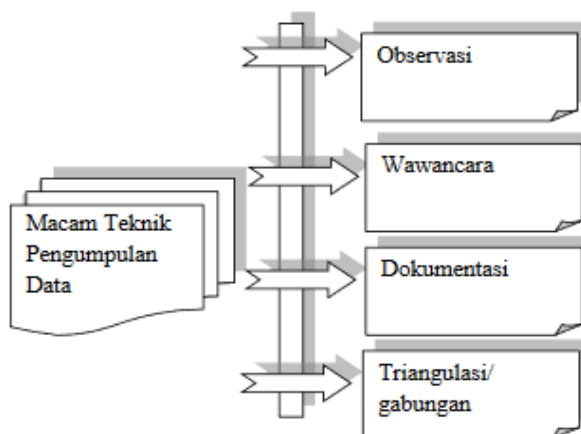 Macam Teknik
Pengumpulan
Data
Observasi
Wawancara
Dokumentasi
Triangulasi/
gabungan